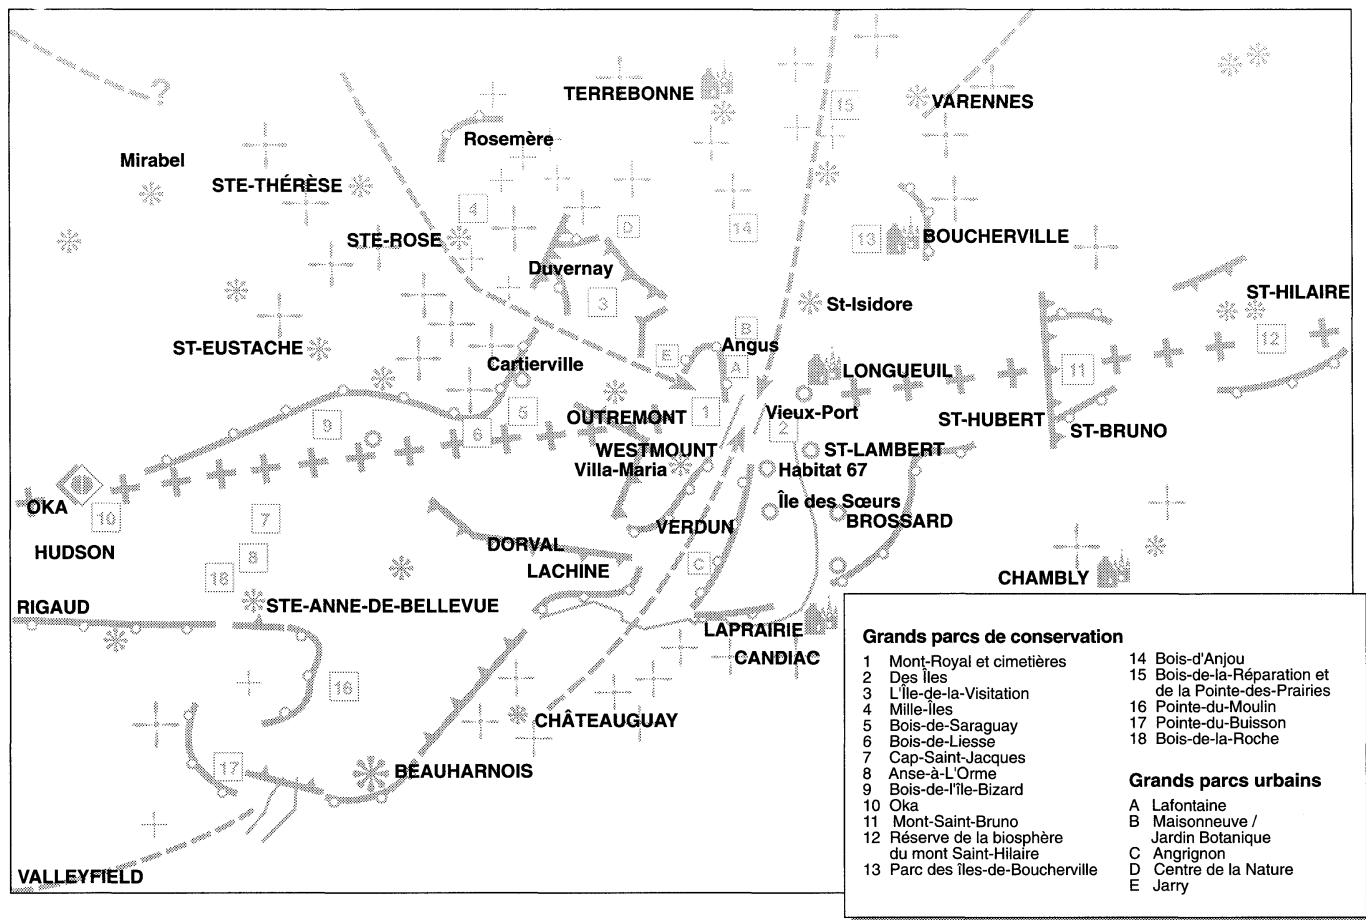 ?
TERREBONNE
15
VARENNES
Rosemère
Mirabel
STE-THÉRÈSE
4
D
14
STE-ROSE
13
BOUCHERVILLE
Duvernay
3
St-Isidore
ST-HILAIRE
B
12
ST-EUSTACHE
E
Angus
Cartierville
A
LONGUEUIL
11
5
OUTREMONT
1
Vieux-Port
2
ST-HUBERT
ST-BRUNO
9
6
WESTMOUNT
ST-LAMBERT
Villa-Maria
Habitat 67
OKA
10
7
Île des Sœurs
VERDUN
BROSSARD
HUDSON
8
DORVAL
LACHINE
C
CHAMBLY
18
RIGAUD
STE-ANNE-DE-BELLEVUE
LAPRAIRIE
CANDIAC
16
CHÂTEAUGUAY
17
BEAUHARNOIS
VALLEYFIELD
Grands parcs de conservation
1 Mont-Royal et cimetières
2 Des Îles
3 L'Île-de-la-Visitation
4 Mille-Îles
5 Bois-de-Saraguay
6 Bois-de-Liesse
7 Cap-Saint-Jacques
8 Anse-à-L'Orme
9 Bois-de-l'île-Bizard
10 Oka
11 Mont-Saint-Bruno
12 Réserve de la biosphère
du mont Saint-Hilaire
13 Parc des îles-de-Boucherville
14 Bois-d'Anjou
15 Bois-de-la-Réparation et
de la Pointe-des-Prairies
16 Pointe-du-Moulin
17 Pointe-du-Buisson
18 Bois-de-la-Roche
Grands parcs urbains
A Lafontaine
B Maisonneuve /
Jardin Botanique
C Angrignon
D Centre de la Nature
E Jarry